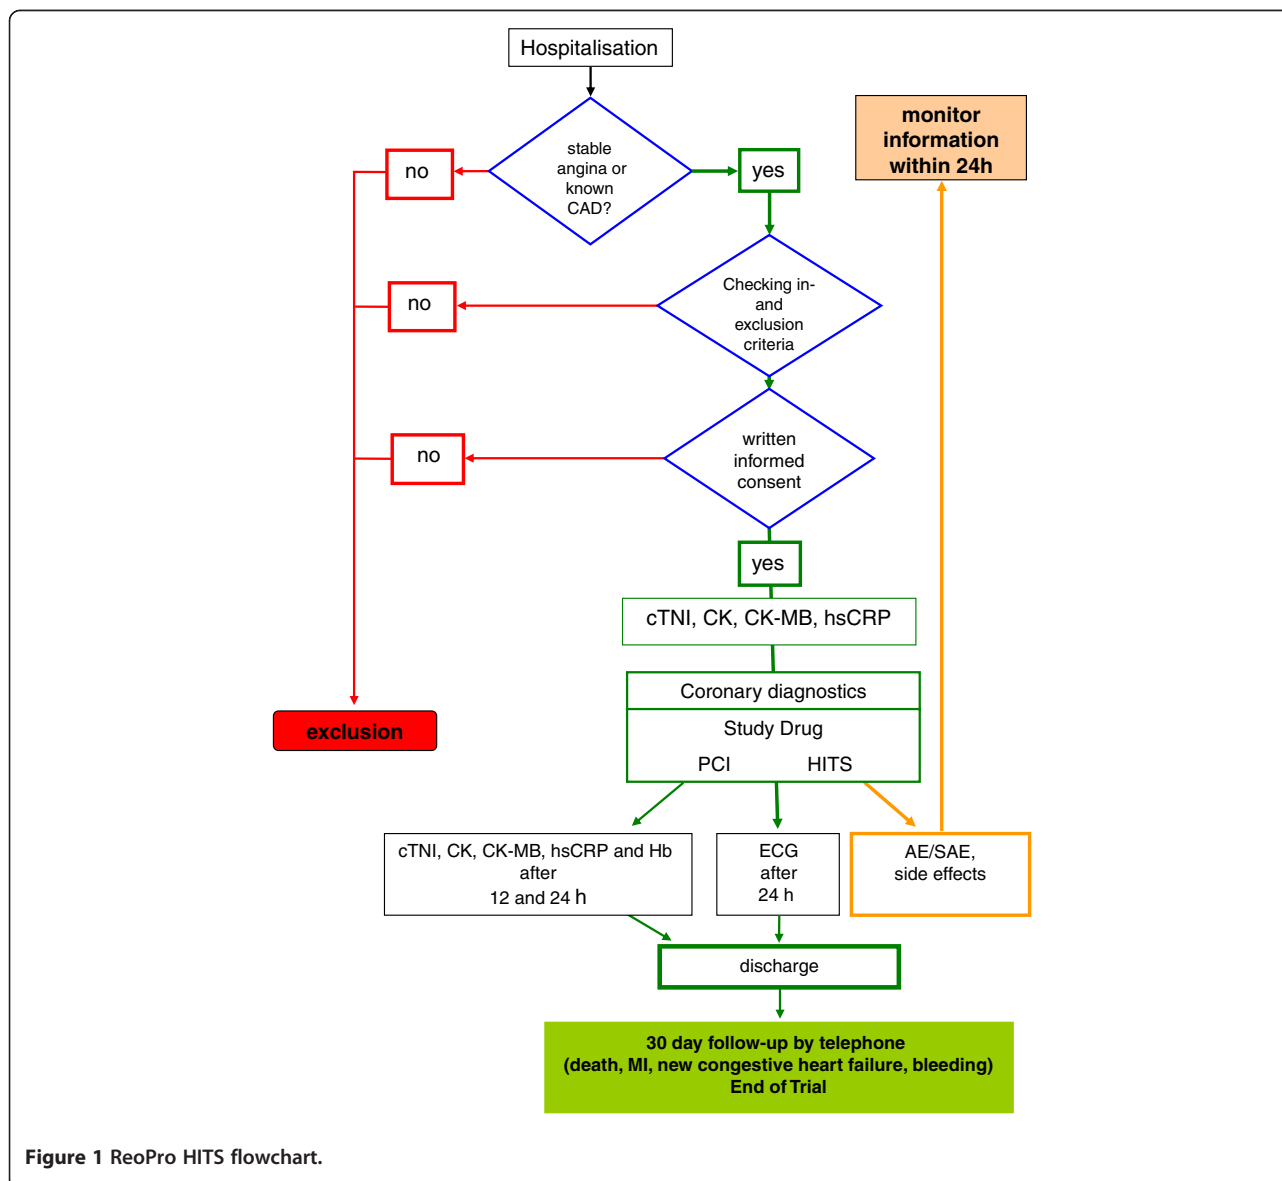 Hospitalisation
monitor
information
within 24h
stable
angina or
known
CAD?
no
yes
Checking in-
and
exclusion
criteria
no
written
informed
consent
no
yes
cTNI, CK, CK-MB, hsCRP
Coronary diagnostics
exclusion
Study Drug
PCI HITS
cTNI, CK, CK-MB, hsCRP and Hb
after
12 and 24 h
ECG
after
24 h
AE/SAE,
side effects
discharge
30 day follow-up by telephone
(death, MI, new congestive heart failure, bleeding)
End of Trial
Figure 1 ReoPro HITS flowchart.